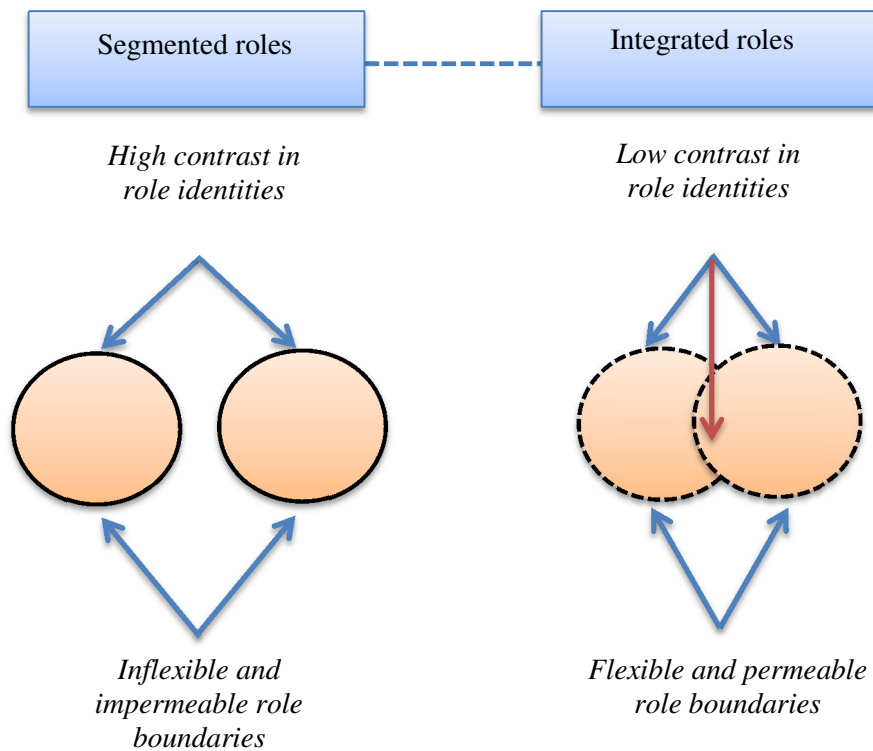 Segmented roles
Integrated roles
High contrast in
role identities
Low contrast in
role identities
Inflexible and
impermeable role
boundaries
Flexible and permeable
role boundaries